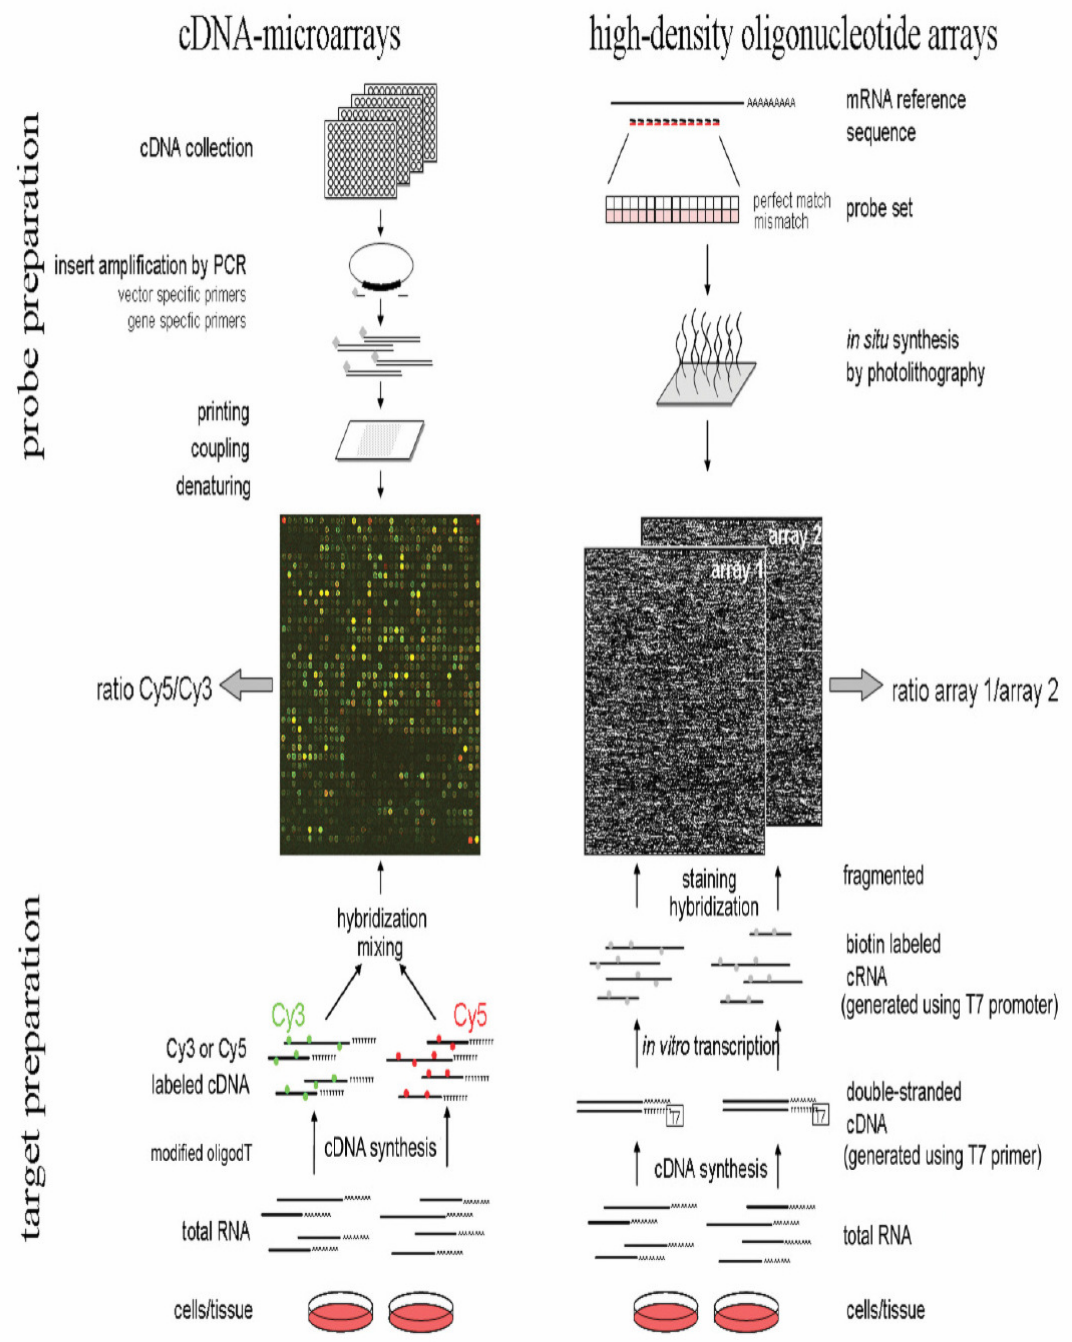 cDNA-microarrays
high-density oligonucleotide arrays
probe preparation
cDNA collection
insert amplification by PCR
vector specific primers
gene specfic primers
printing
coupling
denaturing
AAAAAAAAA
mRNA reference
sequence
perfect match
mismatch
probe set
in situ synthesis
by photolithography
ratio Cy5/Cy3
array 2
array 1
ratio array 1/array 2
target preparation
hybridization
mixing
Cy3
Cy5
Cy3 or Cy5
labeled cDNA
modified oligodT
cDNA synthesis
total RNA
cells/tissue
staining
hybridization
fragmented
biotin labeled
cRNA
(generated using T7 promoter)
in vitro transcription
double-stranded
cDNA
(generated using T7 primer)
T7
T7
cDNA synthesis
total RNA
cells/tissue